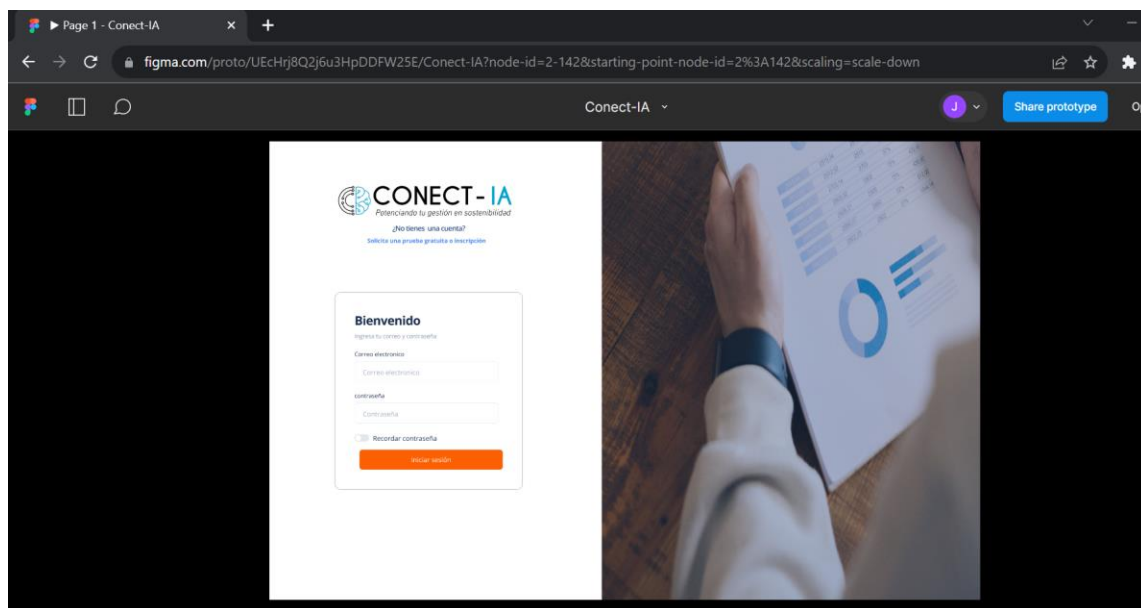 Page 1 - Conect-IA
figma.com/proto/UEcHrj8Q2j6u3HpDDFW25E/Conect-IA?node-id=2-142&starting-point-node-id=2%3A142&scaling=scale-down
Conect-IA
J
Share prototype
CONECT-IA
Potenciando tu gestión en sostenibilidad
¿No tienes una cuenta?
Solicita una prueba gratuita o inscripción
Bienvenido
Ingresa tu correo y contraseña
Correo electronico
Correo electronico
contraseña
Contraseña
Recordar contraseña
Iniciar sesión